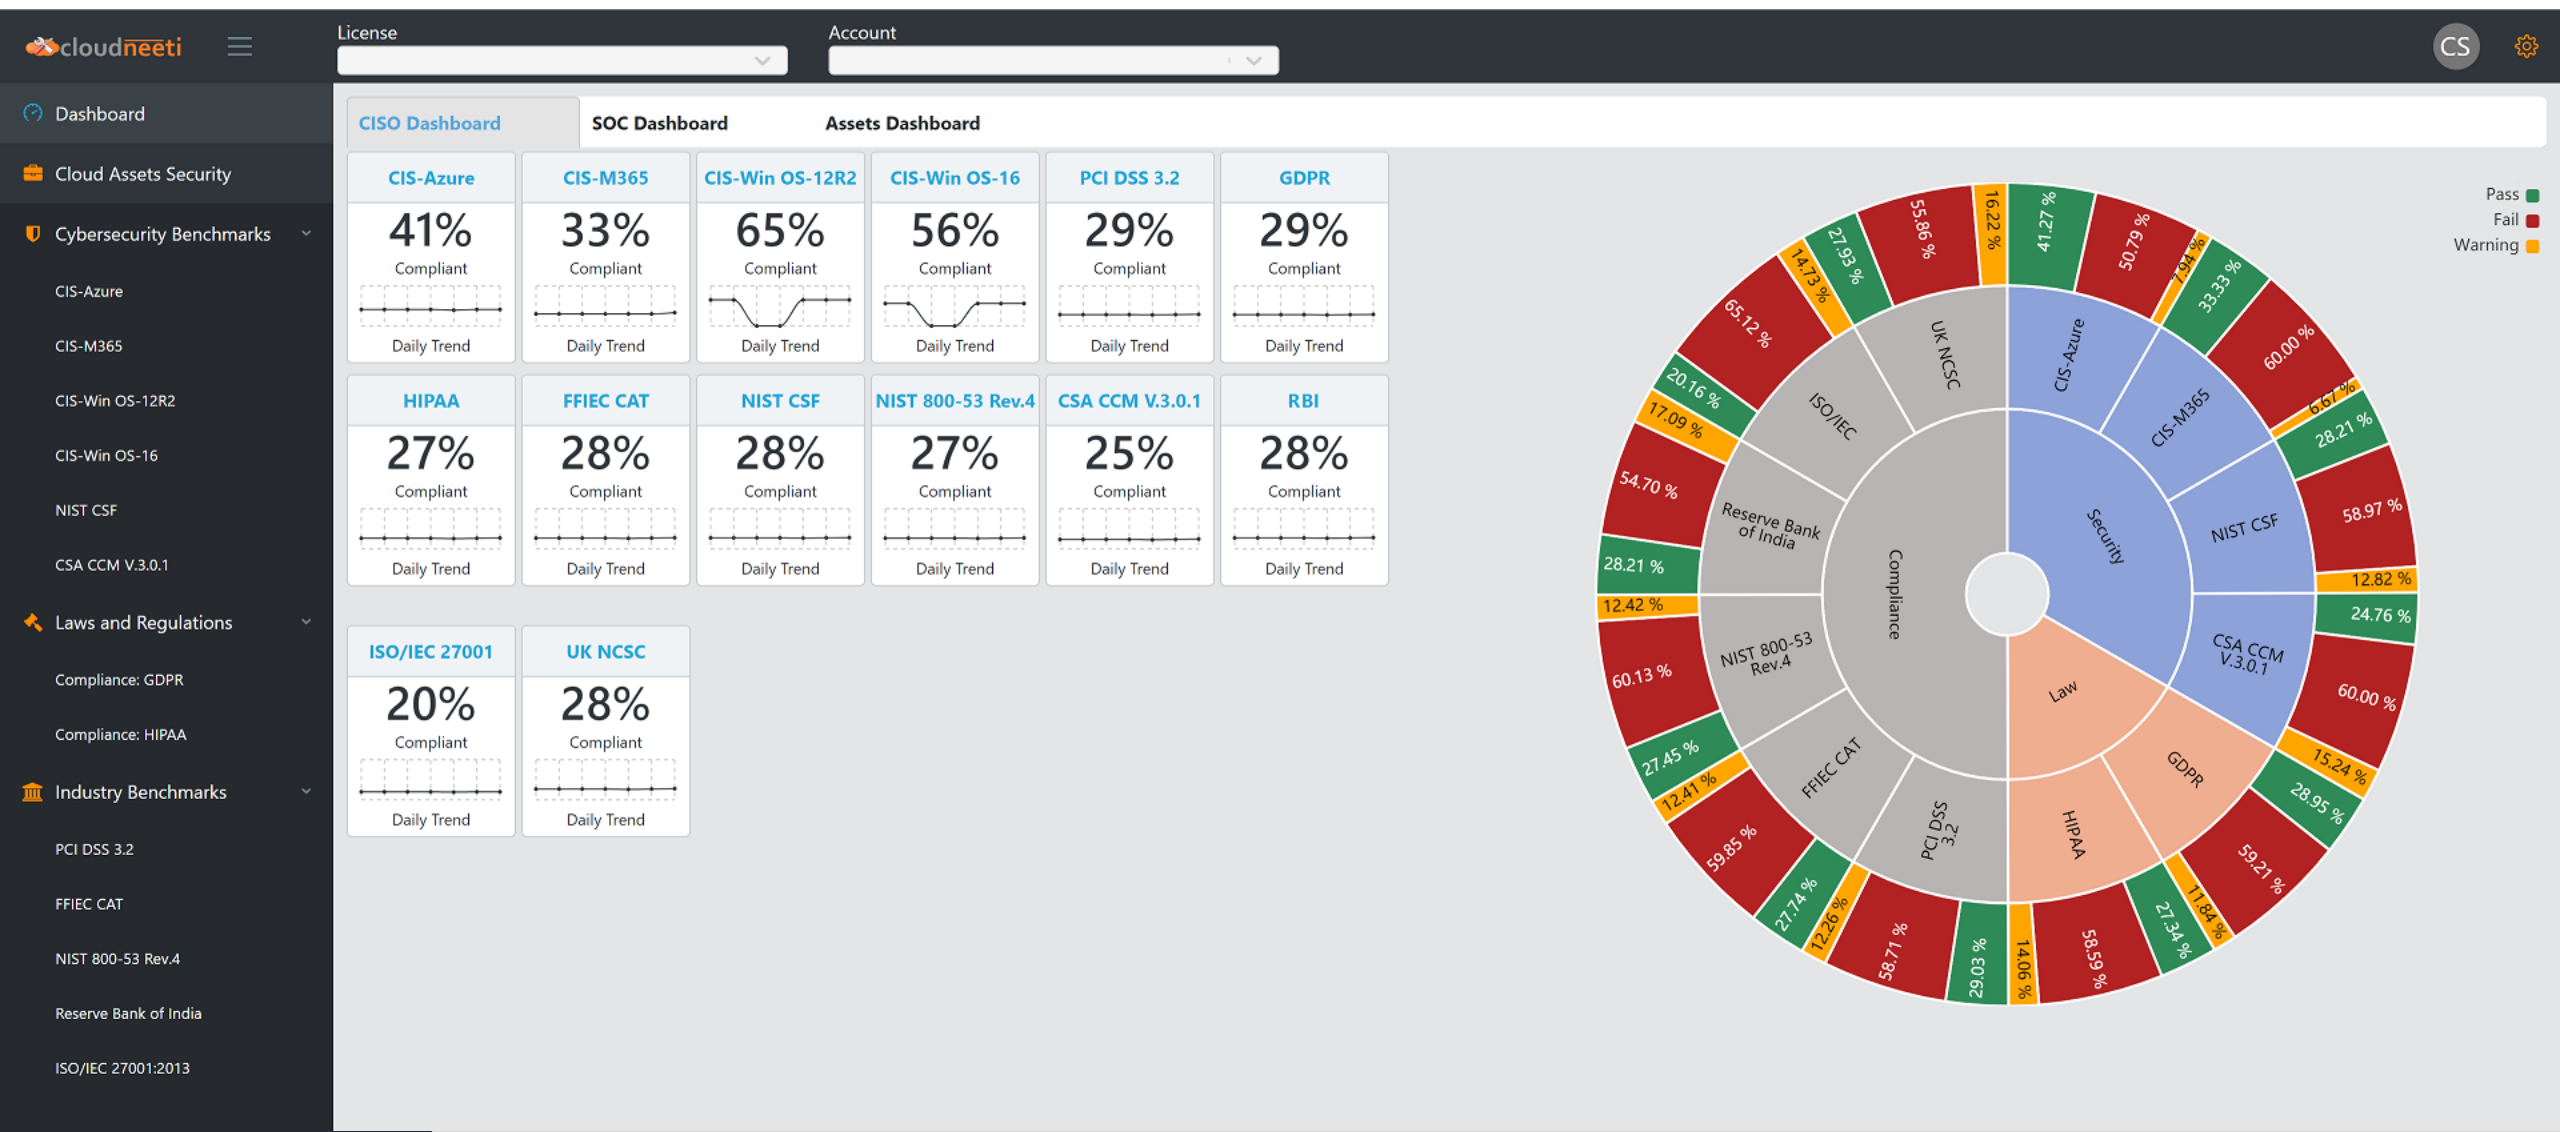 cloudneeti
License
Account
CS
Dashboard
Cloud Assets Security
Cybersecurity Benchmarks
CIS-Azure
CIS-M365
CIS-Win OS-12R2
CIS-Win OS-16
NIST CSF
CSA CCM V.3.0.1
Laws and Regulations
Compliance: GDPR
Compliance: HIPAA
Industry Benchmarks
PCI DSS 3.2
FFIEC CAT
NIST 800-53 Rev.4
Reserve Bank of India
ISO/IEC 27001:2013
CISO Dashboard
SOC Dashboard
Assets Dashboard
CIS-Azure
41%
Compliant
Daily Trend
CIS-M365
33%
Compliant
Daily Trend
CIS-Win OS-12R2
65%
Compliant
Daily Trend
CIS-Win OS-16
56%
Compliant
Daily Trend
PCI DSS 3.2
29%
Compliant
Daily Trend
GDPR
29%
Compliant
Daily Trend
HIPAA
27%
Compliant
Daily Trend
FFIEC CAT
28%
Compliant
Daily Trend
NIST CSF
28%
Compliant
Daily Trend
NIST 800-53 Rev.4
27%
Compliant
Daily Trend
CSA CCM V.3.0.1
25%
Compliant
Daily Trend
RBI
28%
Compliant
Daily Trend
ISO/IEC 27001
20%
Compliant
Daily Trend
UK NCSC
28%
Compliant
Daily Trend
Pass
Fail
Warning
Security
Law
Compliance
CIS-Azure
41.27 %
50.79 %
7.94 %
CIS-M365
33.33 %
60.00 %
6.67 %
NIST CSF
28.21 %
58.97 %
12.82 %
CSA CCM
V.3.0.1
24.76 %
60.00 %
15.24 %
GDPR
28.95 %
59.21 %
11.84 %
HIPAA
27.34 %
58.59 %
14.06 %
PCI DSS
3.2
29.03 %
58.71 %
12.26 %
FFIEC CAT
27.74 %
59.85 %
12.41 %
NIST 800-53
Rev.4
27.45 %
60.13 %
12.42 %
Reserve Bank
of India
28.21 %
54.70 %
17.09 %
ISO/IEC
20.16 %
65.12 %
14.73 %
UK NCSC
27.93 %
55.86 %
16.22 %